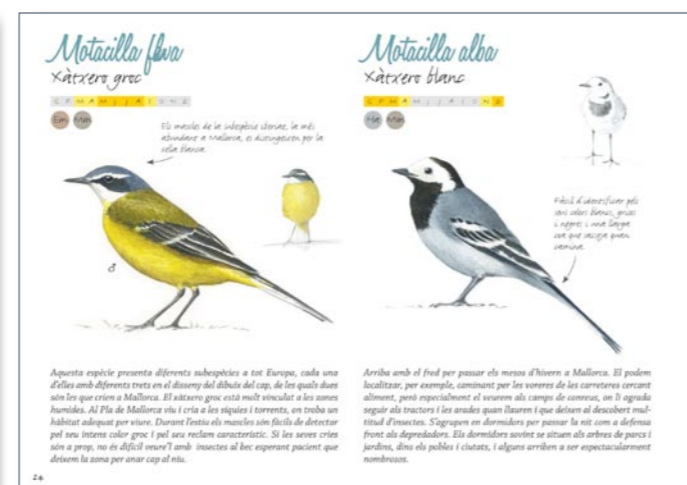 Motacilla flava
Xàtxero groc
G F M A M J J A S O N D
Em Mon
Els mascles de la subespècie iberiae, la més
abundant a Mallorca, es distingeixen per la
cella blanca.
♂
Aquesta espècie presenta diferents subespècies a tot Europa, cada una
d'elles amb diferents trets en el disseny del dibuix del cap, de les quals dues
són les que crien a Mallorca. El xàtxero groc està molt vinculat a les zones
humides. Al Pla de Mallorca viu i cria a les síquies i torrents, on troba un
hàbitat adequat per viure. Durant l'estiu els mascles són fàcils de detectar
pel seu intens color groc i pel seu reclam característic. Si les seves cries
són a prop, no és difícil veure'l amb insectes al bec esperant pacient que
deixem la zona per anar cap al niu.
24
Motacilla alba
Xàtxero blanc
G F M A M J J A S O N D
Hiv Mon
Fàcil d'identificar pels
seus colors blancs, grisos
i negres i una llarga
coa que sacseja quan
camina.
Arriba amb el fred per passar els mesos d'hivern a Mallorca. El podem
localitzar, per exemple, caminant per les voreres de les carreteres cercant
aliment, però especialment el veurem als camps de conreus, on li agrada
seguir als tractors i les arades quan llauren i que deixen al descobert mul-
titud d'insectes. S'agrupen en dormidors per passar la nit com a defensa
front als depredadors. Els dormidors sovint se situen als arbres de parcs i
jardins, dins els pobles i ciutats, i alguns arriben a ser espectacularment
nombrosos.